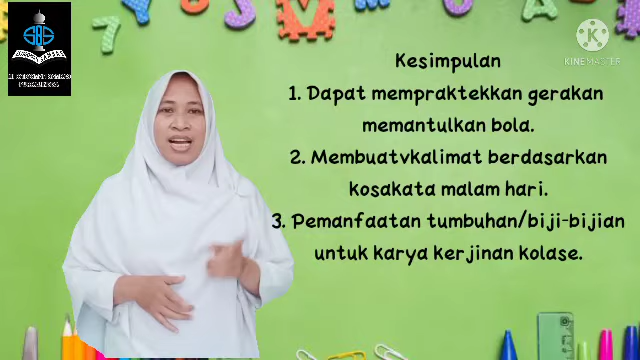 SBS
KINEMASTER
Kesimpulan
1. Dapat mempraktekkan gerakan
memantulkan bola.
2. Membuatvkalimat berdasarkan
kosakata malam hari.
3. Pemanfaatan tumbuhan/biji-bijian
untuk karya kerjinan kolase.